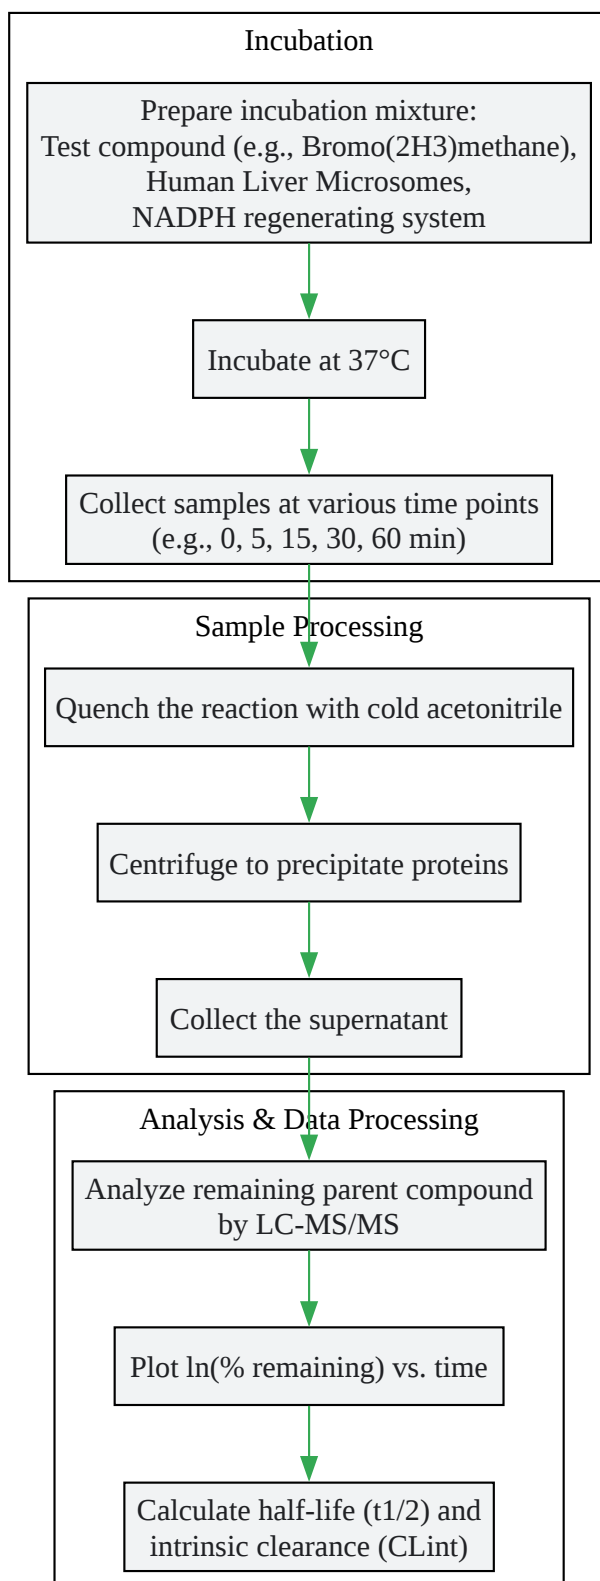 Incubation
Prepare incubation mixture:
Test compound (e.g., Bromo(2H3)methane),
Human Liver Microsomes,
NADPH regenerating system
Incubate at 37°C
Collect samples at various time points
(e.g., 0, 5, 15, 30, 60 min)
Sample Processing
Quench the reaction with cold acetonitrile
Centrifuge to precipitate proteins
Collect the supernatant
Analysis & Data Processing
Analyze remaining parent compound
by LC-MS/MS
Plot ln(% remaining) vs. time
Calculate half-life (t1/2) and
intrinsic clearance (CLint)